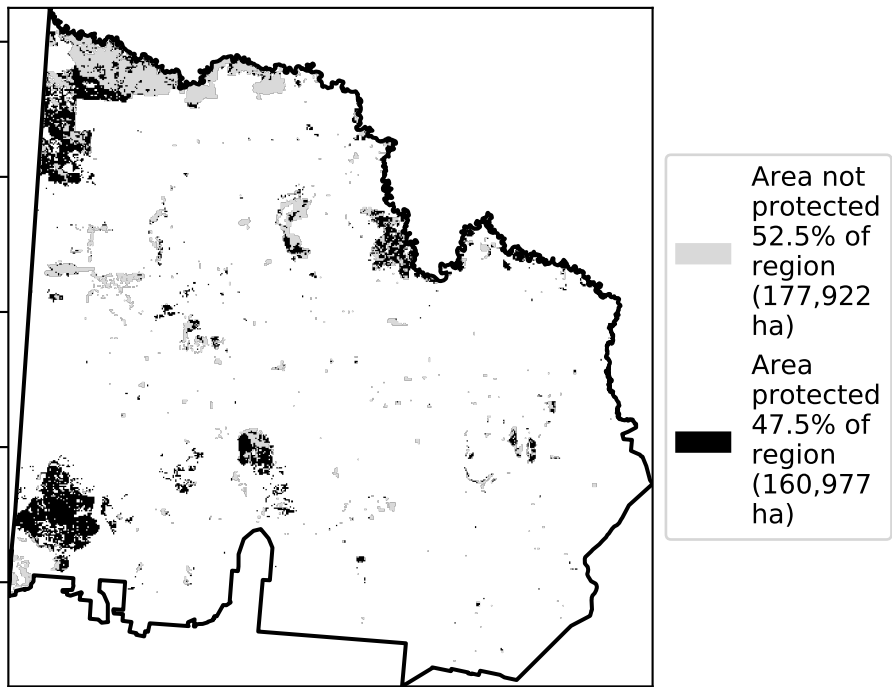 Area not
protected
52.5% of
region
(177,922
ha)
Area
protected
47.5% of
region
(160,977
ha)